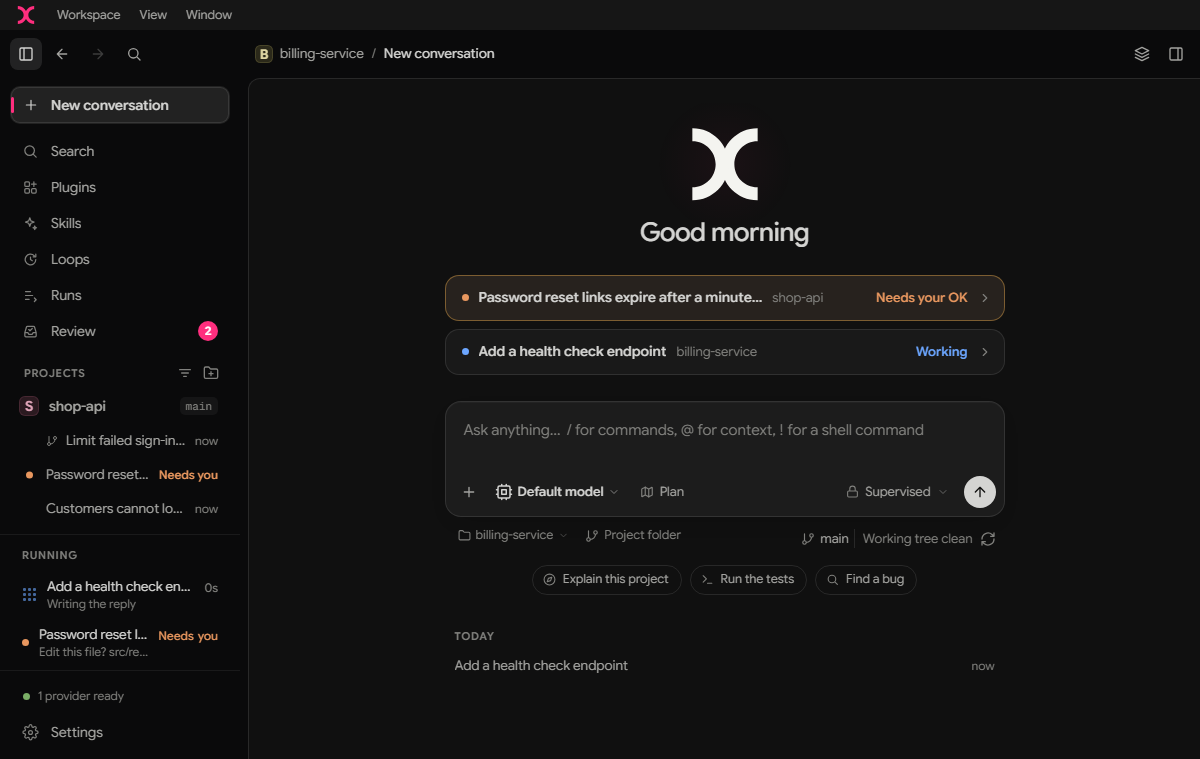 Workspace View Window
billing-service / New conversation
B
New conversation
Search
Plugins
Skills
Loops
Runs
Review 2
PROJECTS
S shop-api main
Limit failed sign-in... now
Password reset... Needs you
Customers cannot lo... now
RUNNING
Add a health check en... 0s
Writing the reply
Password reset l... Needs you
Edit this file? src/re...
1 provider ready
Settings
Good morning
Password reset links expire after a minute... shop-api Needs your OK
Add a health check endpoint billing-service Working
Ask anything... / for commands, @ for context, ! for a shell command
Default model Plan Supervised
billing-service Project folder main Working tree clean
Explain this project Run the tests Find a bug
TODAY
Add a health check endpoint now